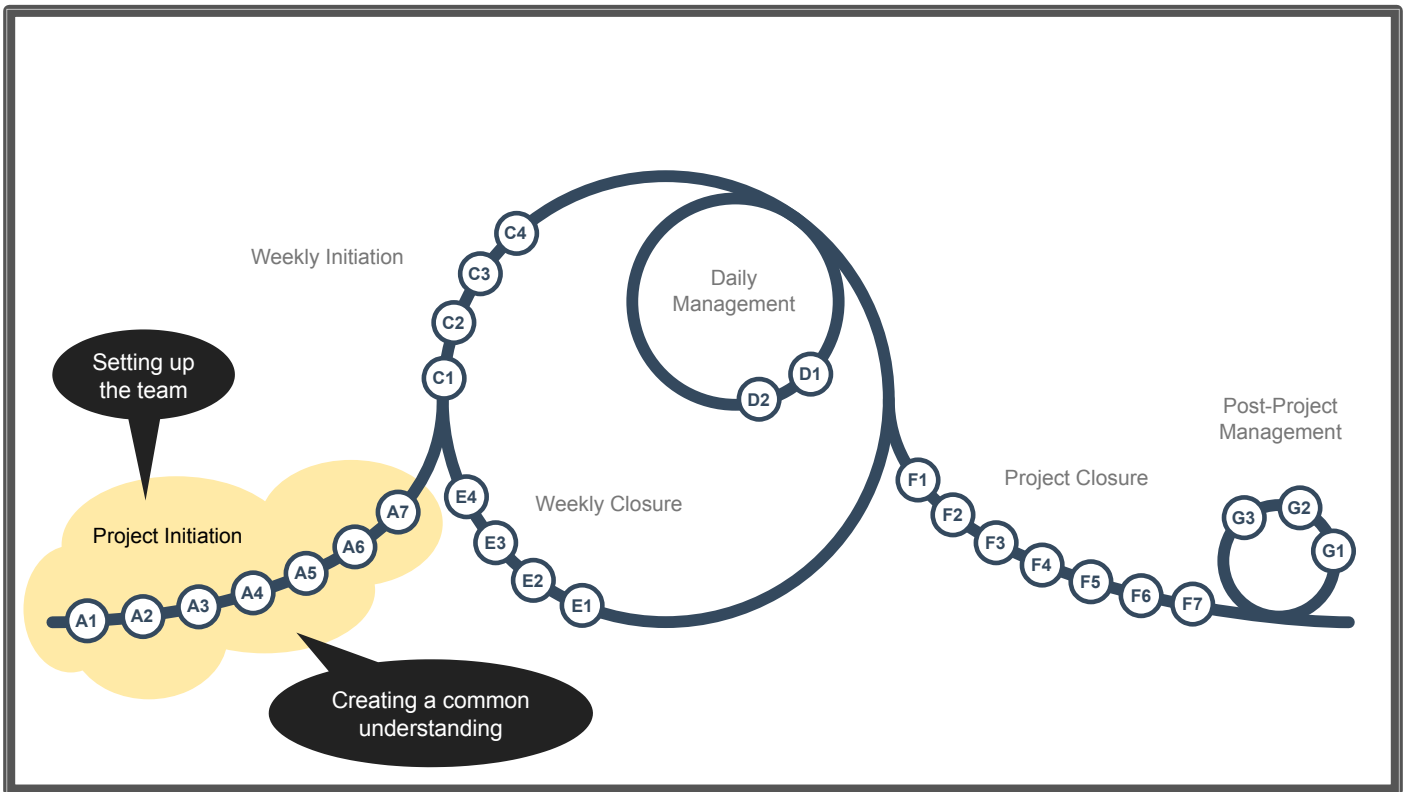 Weekly Initiation
C4
C3
C2
C1
Daily
Management
D1
D2
Setting up
the team
Project Initiation
A1
A2
A3
A4
A5
A6
A7
Creating a common
understanding
Weekly Closure
E4
E3
E2
E1
Project Closure
F1
F2
F3
F4
F5
F6
F7
Post-Project
Management
G3
G2
G1